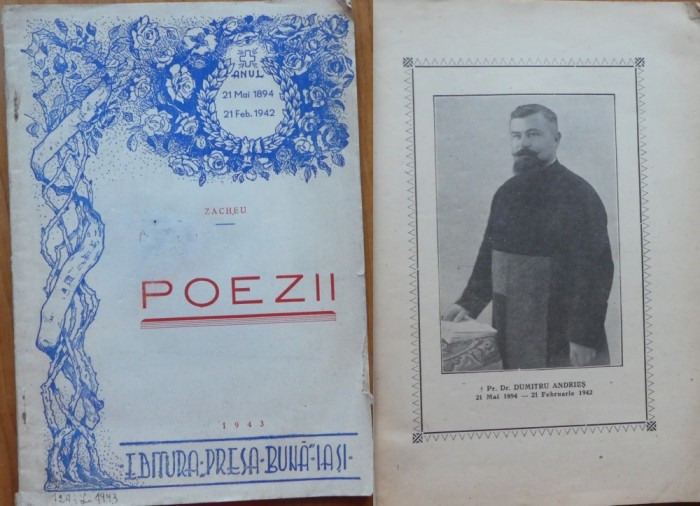 ANUL
21 Mai 1894
21 Feb. 1942
ZACHEU
POEZII
1943
EDITURA „PRESA-BUNĂ" IAȘI
† Pr. Dr. DUMITRU ANDRIEȘ
21 Mai 1894 — 21 Februarie 1942